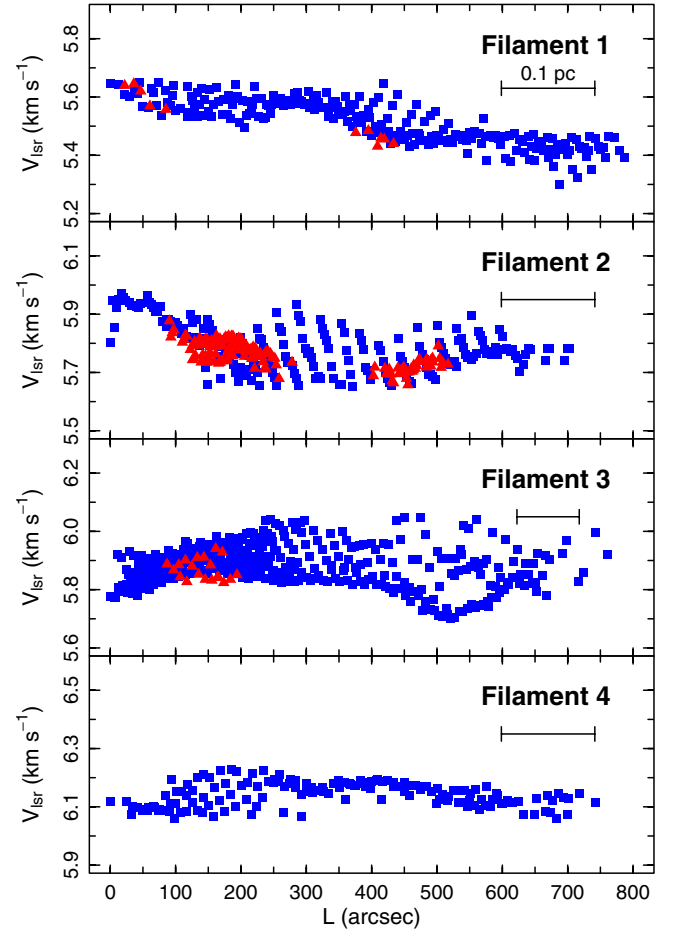 Filament 1
0.1 pc
5.8
5.6
5.4
5.2
V_lsr (km s⁻¹)
Filament 2
6.1
5.9
5.7
5.5
V_lsr (km s⁻¹)
Filament 3
6.2
6.0
5.8
5.6
V_lsr (km s⁻¹)
Filament 4
6.5
6.3
6.1
5.9
V_lsr (km s⁻¹)
0 100 200 300 400 500 600 700 800
L (arcsec)